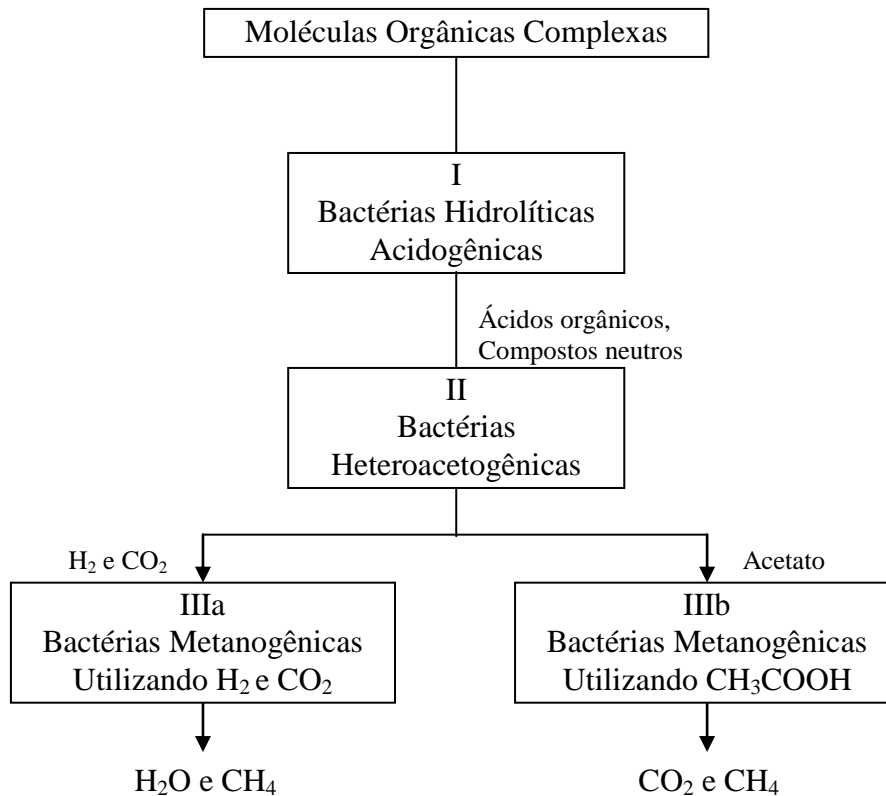 Moléculas Orgânicas Complexas
I
Bactérias Hidrolíticas
Acidogênicas
Ácidos orgânicos,
Compostos neutros
II
Bactérias
Heteroacetogênicas
H₂ e CO₂
Acetato
IIIa
Bactérias Metanogênicas
Utilizando H₂ e CO₂
IIIb
Bactérias Metanogênicas
Utilizando CH₃COOH
H₂O e CH₄
CO₂ e CH₄